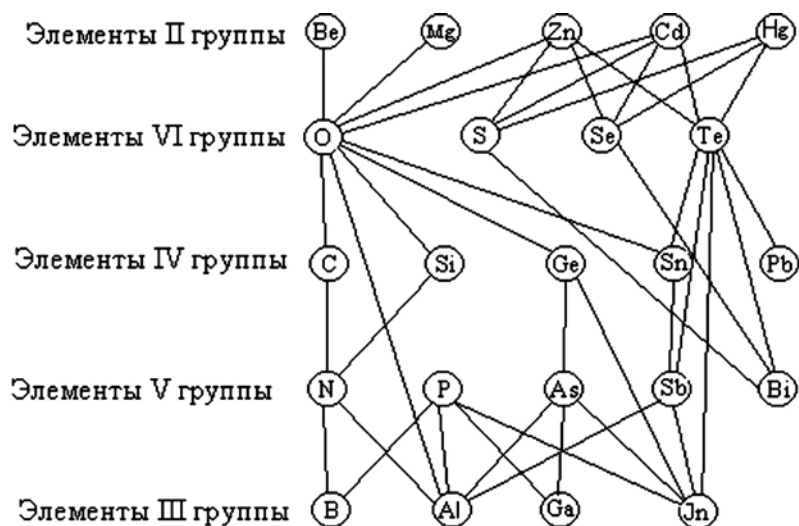 Элементы II группы Be Mg Zn Cd Hg
Элементы VI группы O S Se Te
Элементы IV группы C Si Ge Sn Pb
Элементы V группы N P As Sb Bi
Элементы III группы B Al Ga Jn